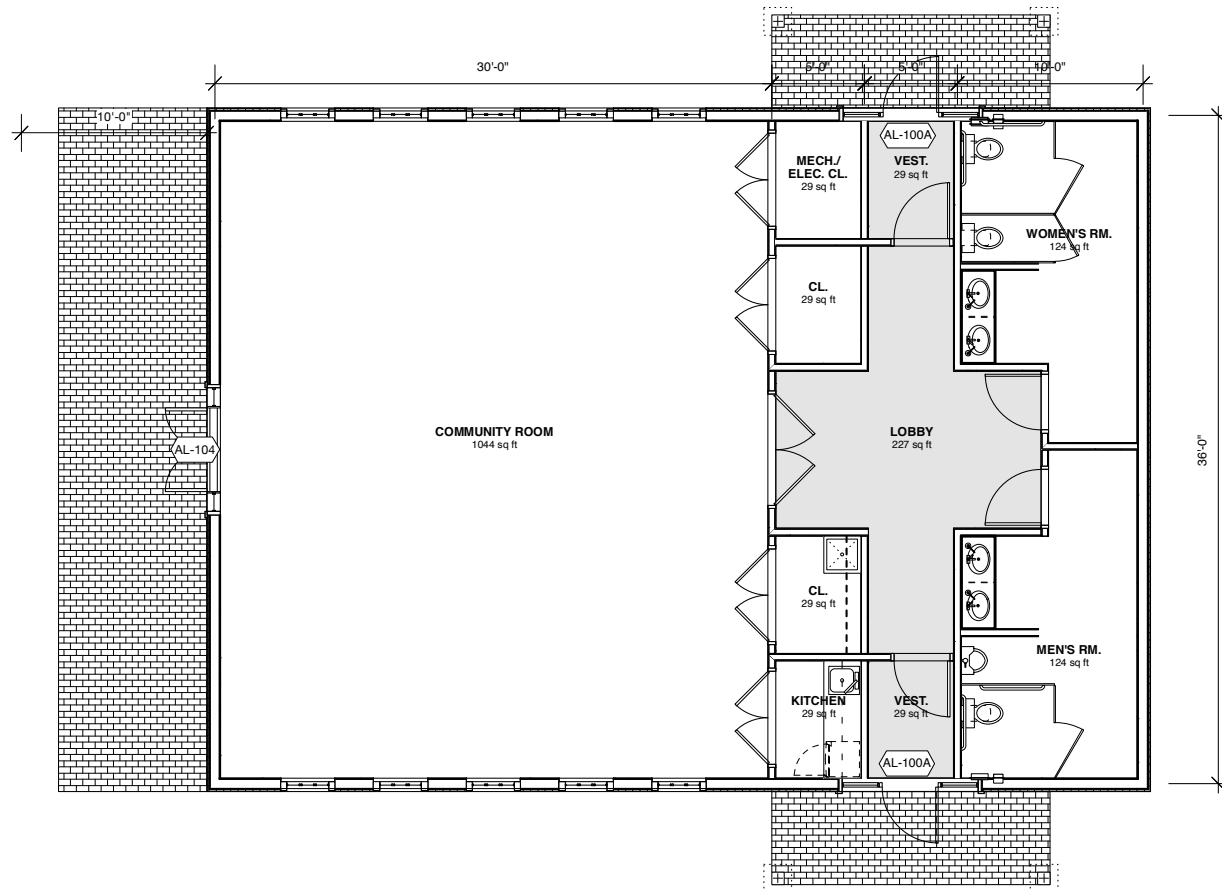 30'-0"
5'-0"
5'-0"
10'-0"
10'-0"
AL-100A
MECH./
ELEC. CL.
29 sq ft
VEST.
29 sq ft
WOMEN'S RM.
124 sq ft
CL.
29 sq ft
COMMUNITY ROOM
1044 sq ft
LOBBY
227 sq ft
AL-104
36'-0"
CL.
29 sq ft
MEN'S RM.
124 sq ft
KITCHEN
29 sq ft
VEST.
29 sq ft
AL-100A